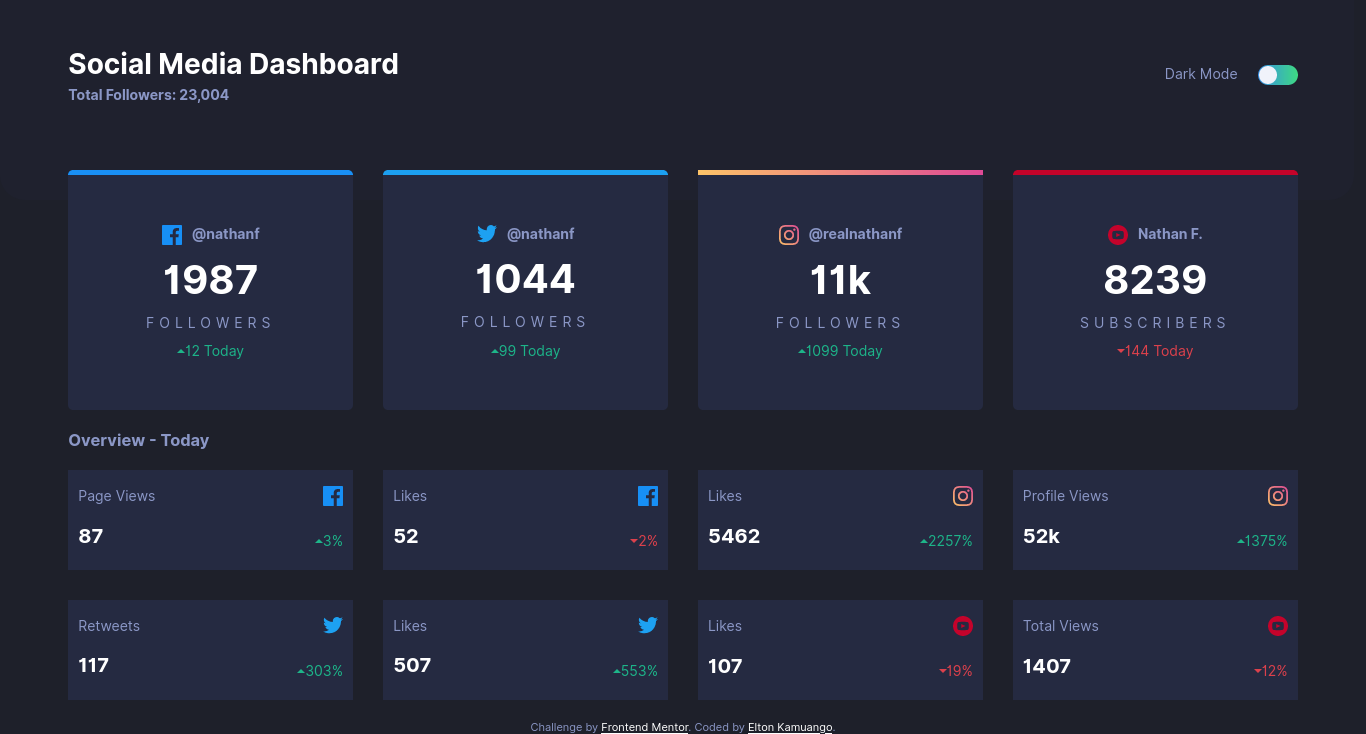 Social Media Dashboard
Total Followers: 23,004
Dark Mode
@nathanf
1987
FOLLOWERS
12 Today
@nathanf
1044
FOLLOWERS
99 Today
@realnathanf
11k
FOLLOWERS
1099 Today
Nathan F.
8239
SUBSCRIBERS
144 Today
Overview - Today
Page Views
87
3%
Likes
52
2%
Likes
5462
2257%
Profile Views
52k
1375%
Retweets
117
303%
Likes
507
553%
Likes
107
19%
Total Views
1407
12%
Challenge by Frontend Mentor. Coded by Elton Kamuango.